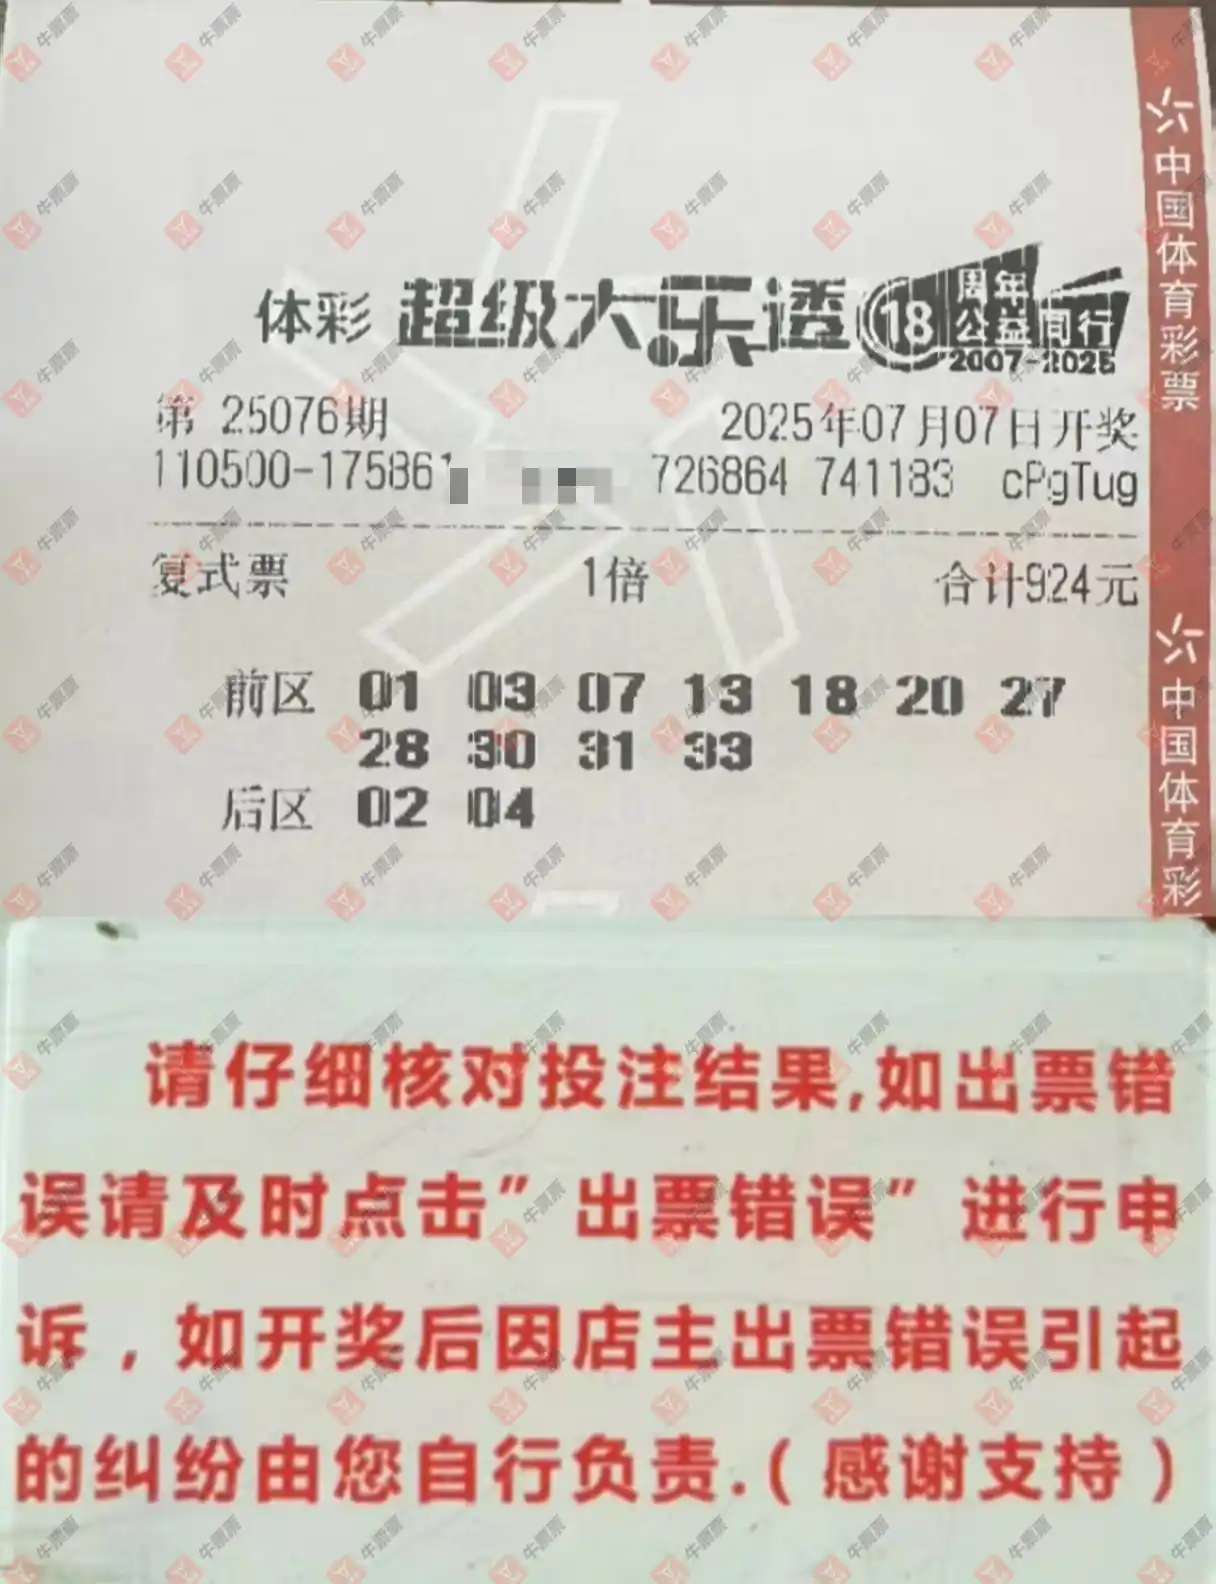 体彩 超级大乐透 18 周年 公益同行 2007-2025
第 25076期 2025年07月07日开奖
110500-175861 726864 741183 cPgTug
复式票 1倍 合计924元
前区 01 03 07 13 18 20 27
28 30 31 33
后区 02 04
中国体育彩票
中国体育彩
请仔细核对投注结果,如出票错
误请及时点击"出票错误"进行申
诉，如开奖后因店主出票错误引起
的纠纷由您自行负责.(感谢支持)
牛票票